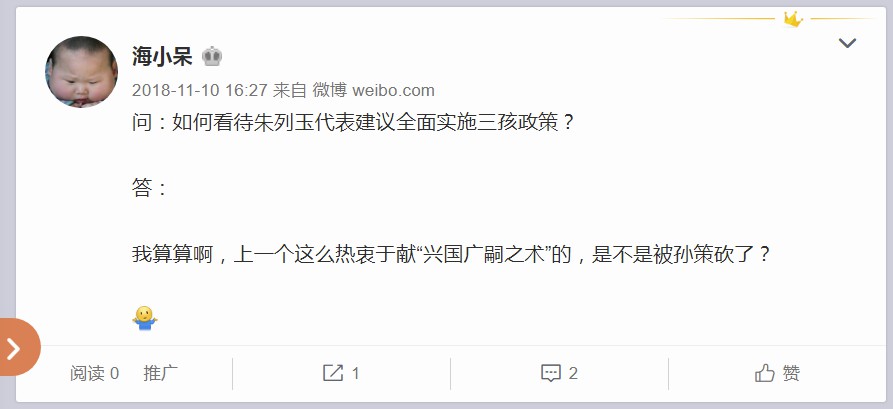 海小呆
2018-11-10 16:27 来自 微博 weibo.com
问：如何看待朱列玉代表建议全面实施三孩政策？
答：
我算算啊，上一个这么热衷于献“兴国广嗣之术”的，是不是被孙策砍了？
阅读 0 推广 1 2 赞